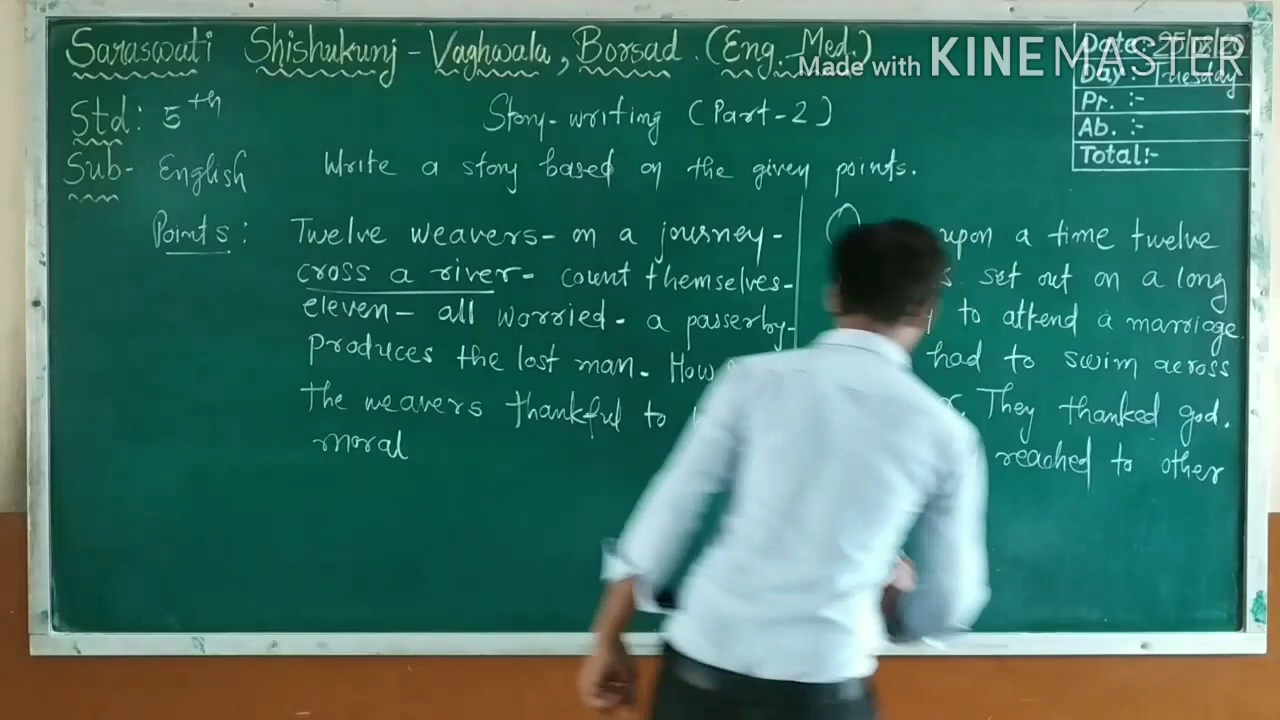 Saraswati Shishukunj - Vaghwala, Borsad. (Eng. Med.)
Made with KINEMASTER
Date:-
Day :- Tuesday
Pr. :-
Ab. :-
Total:-
Std: 5th
Story-writing (Part-2)
Sub- English
Write a story based on the given points.
Points:
Twelve weavers- on a journey-
cross a river- count themselves-
eleven- all worried- a passerby-
produces the lost man. How
the weavers thankful to
moral
upon a time twelve
set out on a long
to attend a marriage.
had to swim across
They thanked god.
reached to other